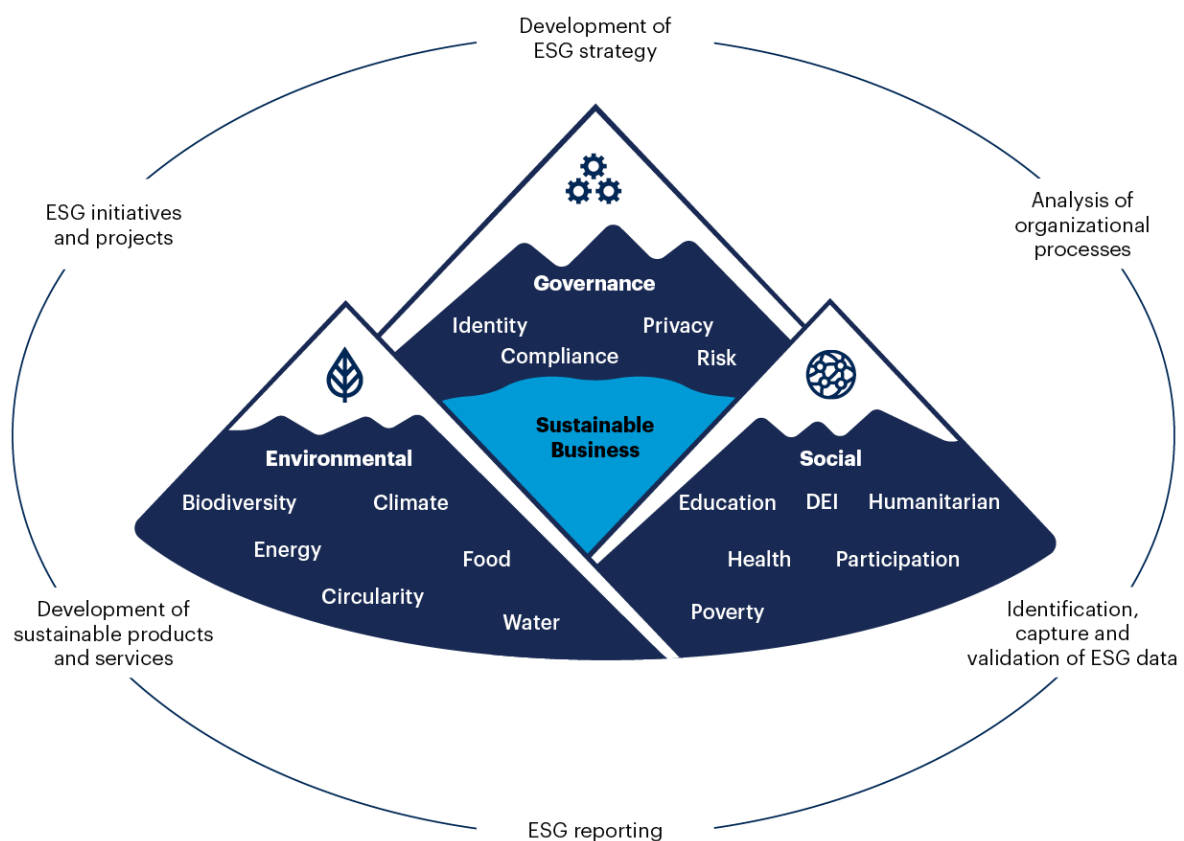 Development of
ESG strategy
ESG initiatives
and projects
Analysis of
organizational
processes
Governance
Identity
Privacy
Compliance
Risk
Sustainable
Business
Environmental
Biodiversity
Climate
Energy
Food
Circularity
Water
Social
Education
DEI
Humanitarian
Health
Participation
Poverty
Development of
sustainable products
and services
Identification,
capture and
validation of ESG data
ESG reporting